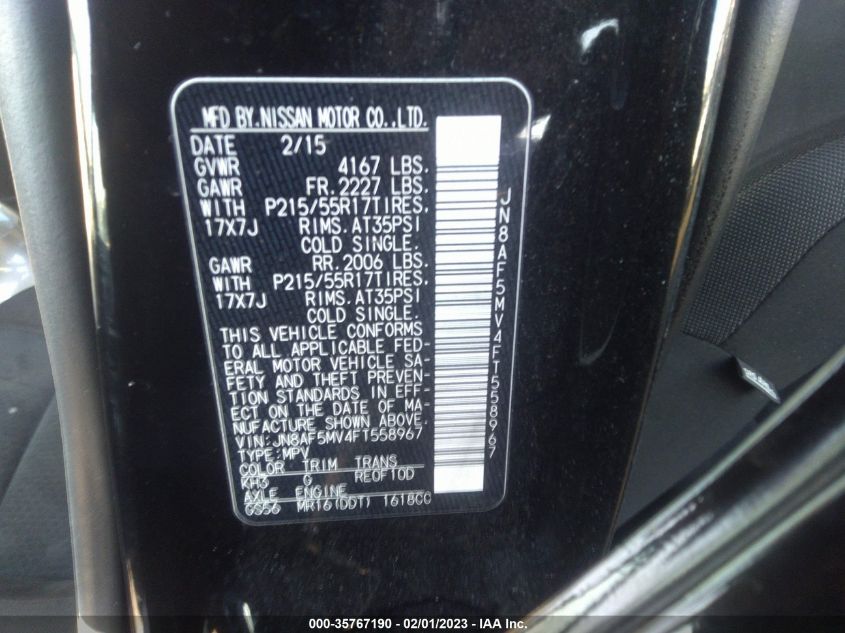 MFD BY.NISSAN MOTOR CO.,LTD.
DATE 2/15
GVWR 4167 LBS.
GAWR FR. 2227 LBS.
WITH P215/55R17TIRES.
17X7J RIMS. AT35PSI
COLD SINGLE.
GAWR RR. 2006 LBS.
WITH P215/55R17TIRES.
17X7J RIMS. AT35PSI
COLD SINGLE.
THIS VEHICLE CONFORMS
TO ALL APPLICABLE FED-
ERAL MOTOR VEHICLE SA-
FETY AND THEFT PREVEN-
TION STANDARDS IN EFF-
ECT ON THE DATE OF MA-
NUFACTURE SHOWN ABOVE.
VIN: JN8AF5MV4FT558967
TYPE: MPV
COLOR TRIM TRANS
KH3 G RE0F10D
AXLE ENGINE
GS56 MR16(DDT) 1618CC
JN8AF5MV4FT558967
000-35767190 - 02/01/2023 - IAA Inc.